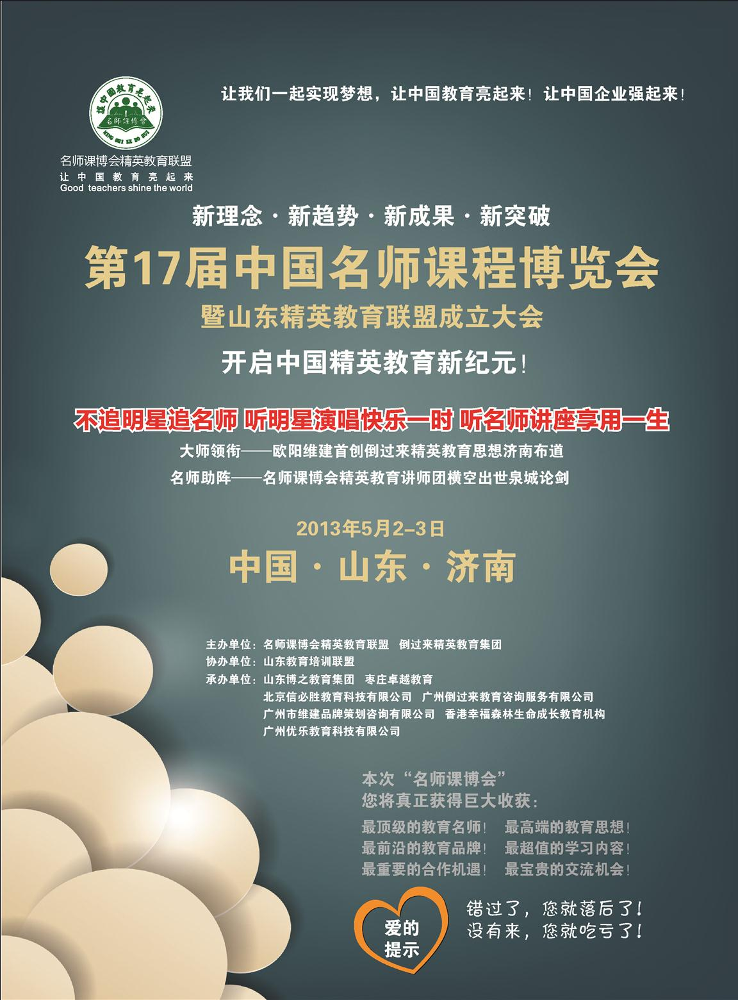 让我们一起实现梦想，让中国教育亮起来！让中国企业强起来！
讓中國教育亮起來
名師課博會
MING SHI KE BO HUI
名师课博会精英教育联盟
让中国教育亮起来
Good teachers shine the world
新理念·新趋势·新成果·新突破
第17届中国名师课程博览会
暨山东精英教育联盟成立大会
开启中国精英教育新纪元！
不追明星追名师 听明星演唱快乐一时 听名师讲座享用一生
大师领衔——欧阳维建首创倒过来精英教育思想济南布道
名师助阵——名师课博会精英教育讲师团横空出世泉城论剑
2013年5月2-3日
中国·山东·济南
主办单位：名师课博会精英教育联盟 倒过来精英教育集团
协办单位：山东教育培训联盟
承办单位：山东博之教育集团 枣庄卓越教育
北京信必胜教育科技有限公司 广州倒过来教育咨询服务有限公司
广州市维建品牌策划咨询有限公司 香港幸福森林生命成长教育机构
广州优乐教育科技有限公司
本次“名师课博会”
您将真正获得巨大收获：
最顶级的教育名师！ 最高端的教育思想！
最前沿的教育品牌！ 最超值的学习内容！
最重要的合作机遇！ 最宝贵的交流机会！
爱的
提示
错过了，您就落后了！
没有来，您就吃亏了！